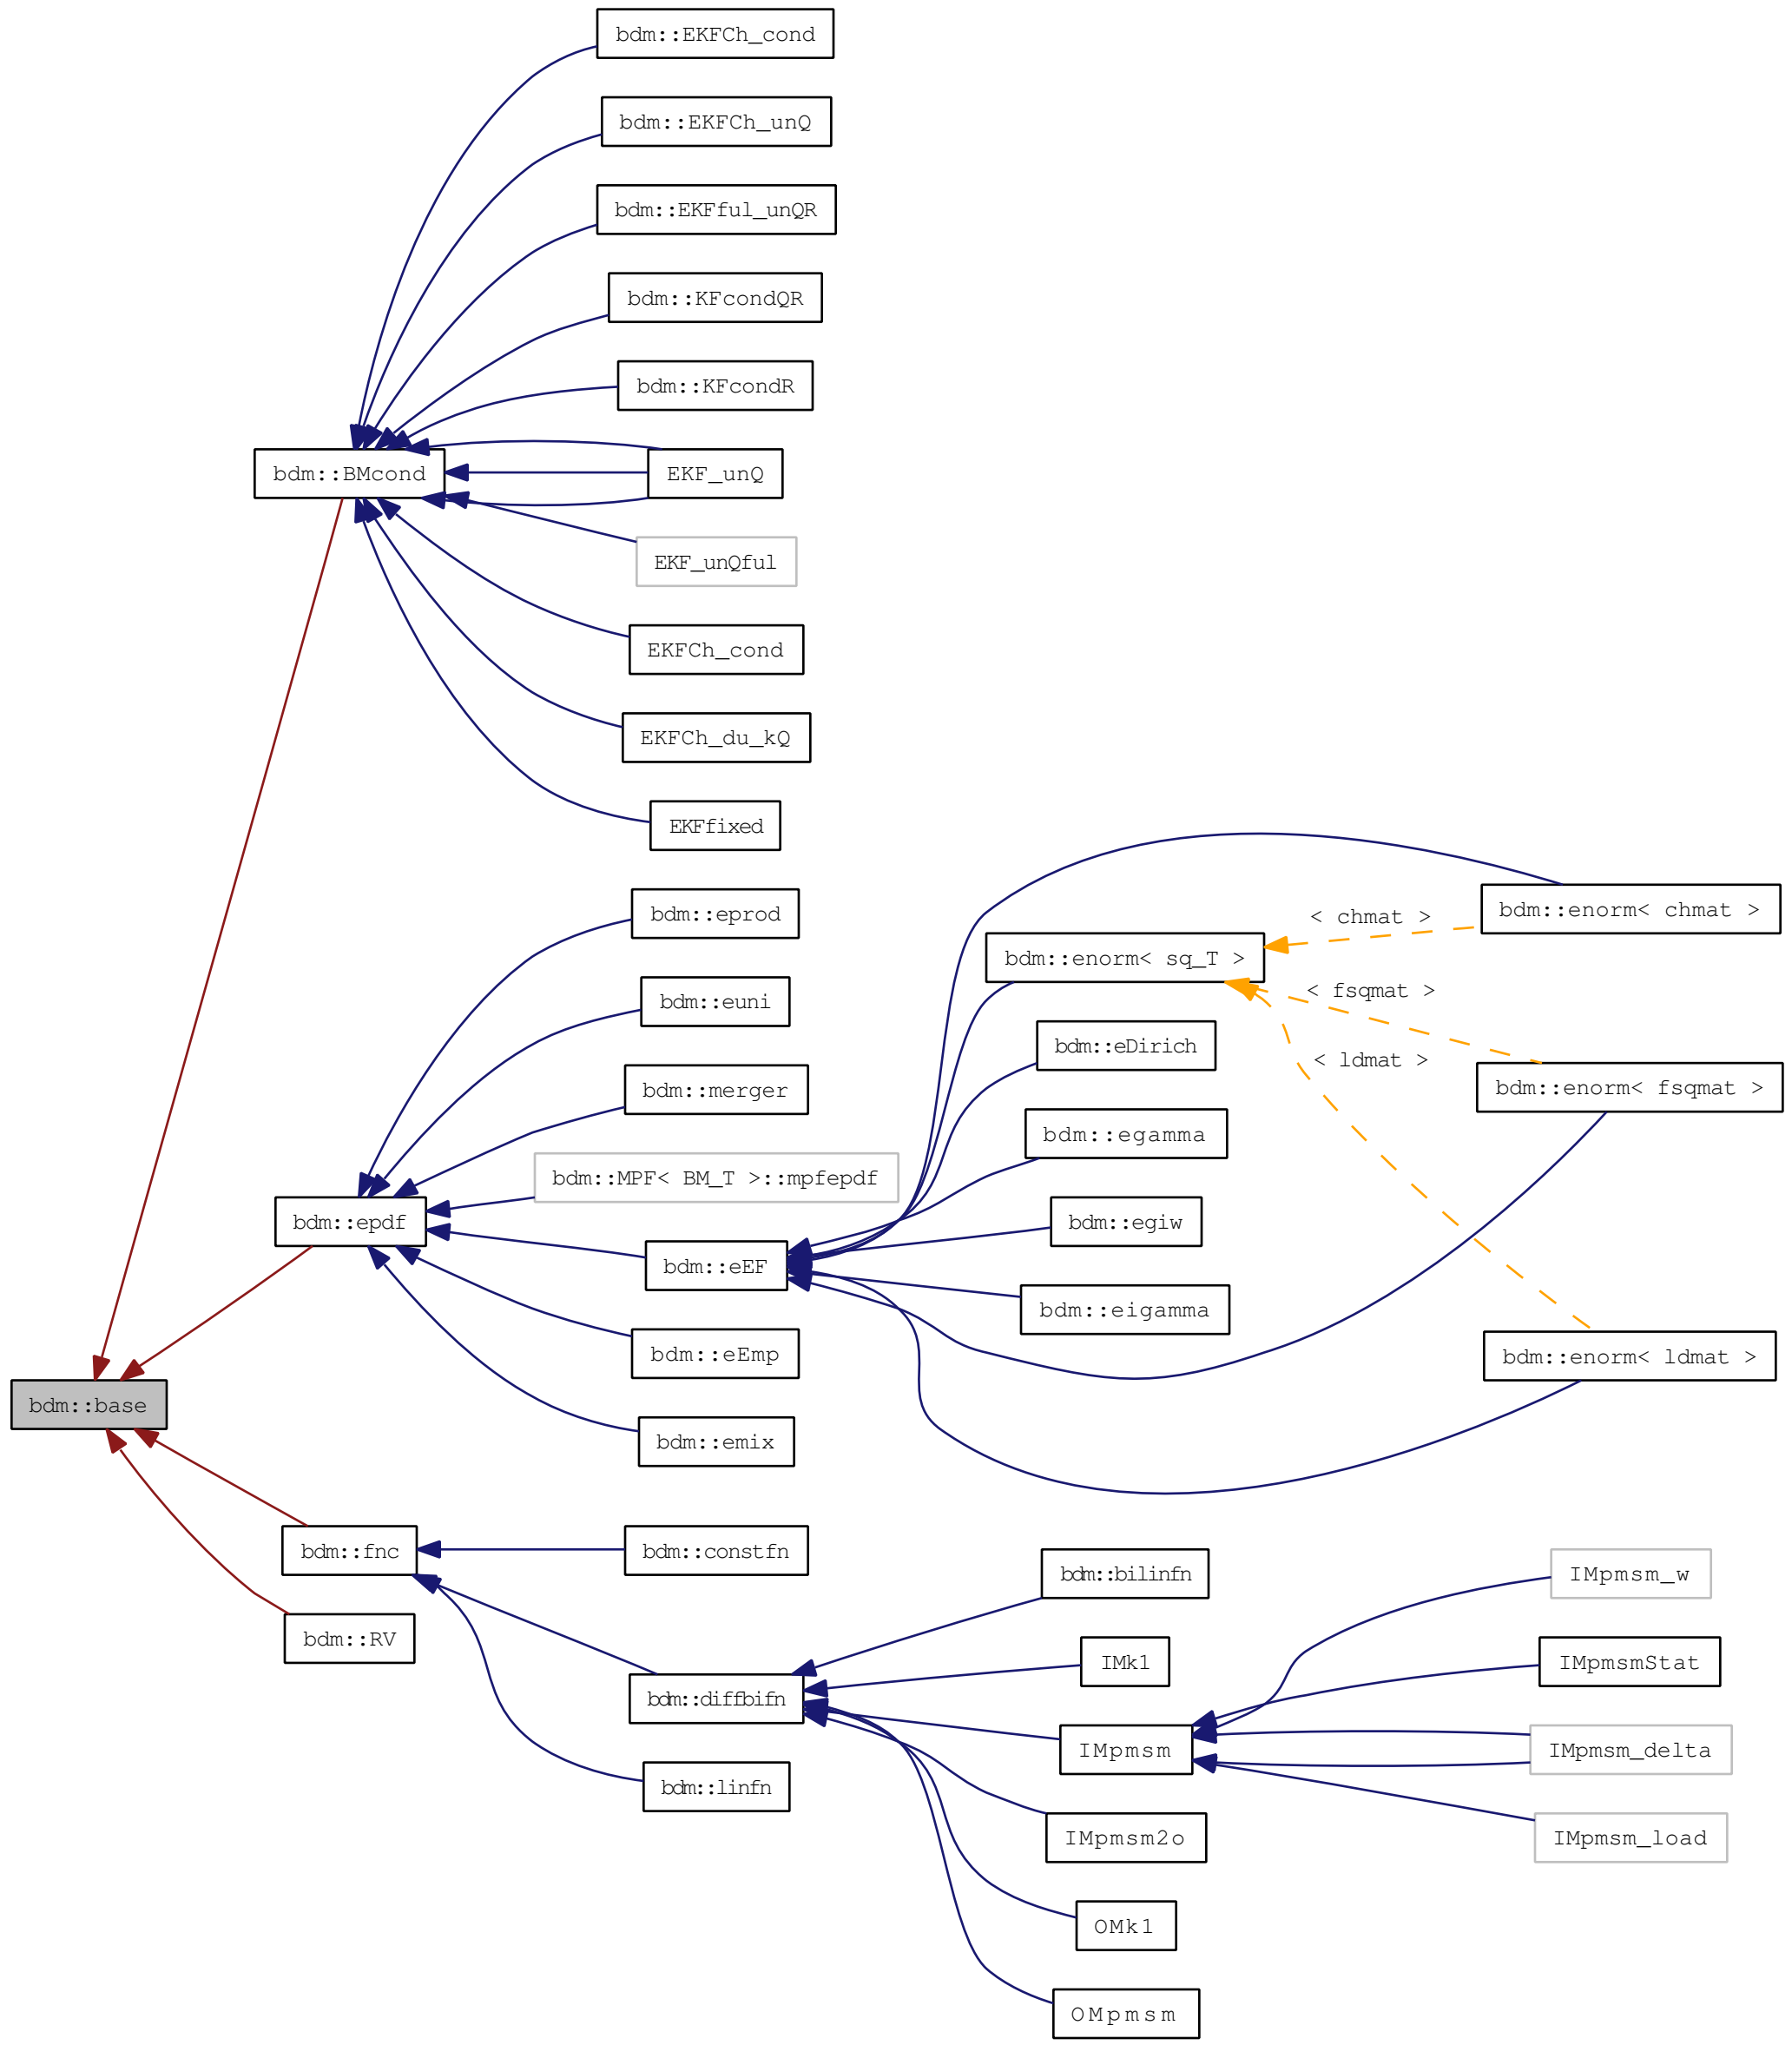 bdm::EKFCh_cond
bdm::EKFCh_unQ
bdm::EKFful_unQR
bdm::KFcondQR
bdm::KFcondR
bdm::BMcond
EKF_unQ
EKF_unQful
EKFCh_cond
EKFCh_du_kQ
EKFfixed
bdm::eprod
bdm::enorm< chmat >
< chmat >
bdm::enorm< sq_T >
bdm::euni
< fsqmat >
bdm::eDirich
< ldmat >
bdm::merger
bdm::enorm< fsqmat >
bdm::egamma
bdm::MPF< BM_T >::mpfepdf
bdm::epdf
bdm::egiw
bdm::eEF
bdm::eigamma
bdm::eEmp
bdm::enorm< ldmat >
bdm::base
bdm::emix
bdm::fnc
bdm::constfn
bdm::bilinfn
IMpmsm_w
bdm::RV
IMk1
IMpmsmStat
bdm::diffbifn
IMpmsm
IMpmsm_delta
bdm::linfn
IMpmsm2o
IMpmsm_load
OMk1
OMpmsm